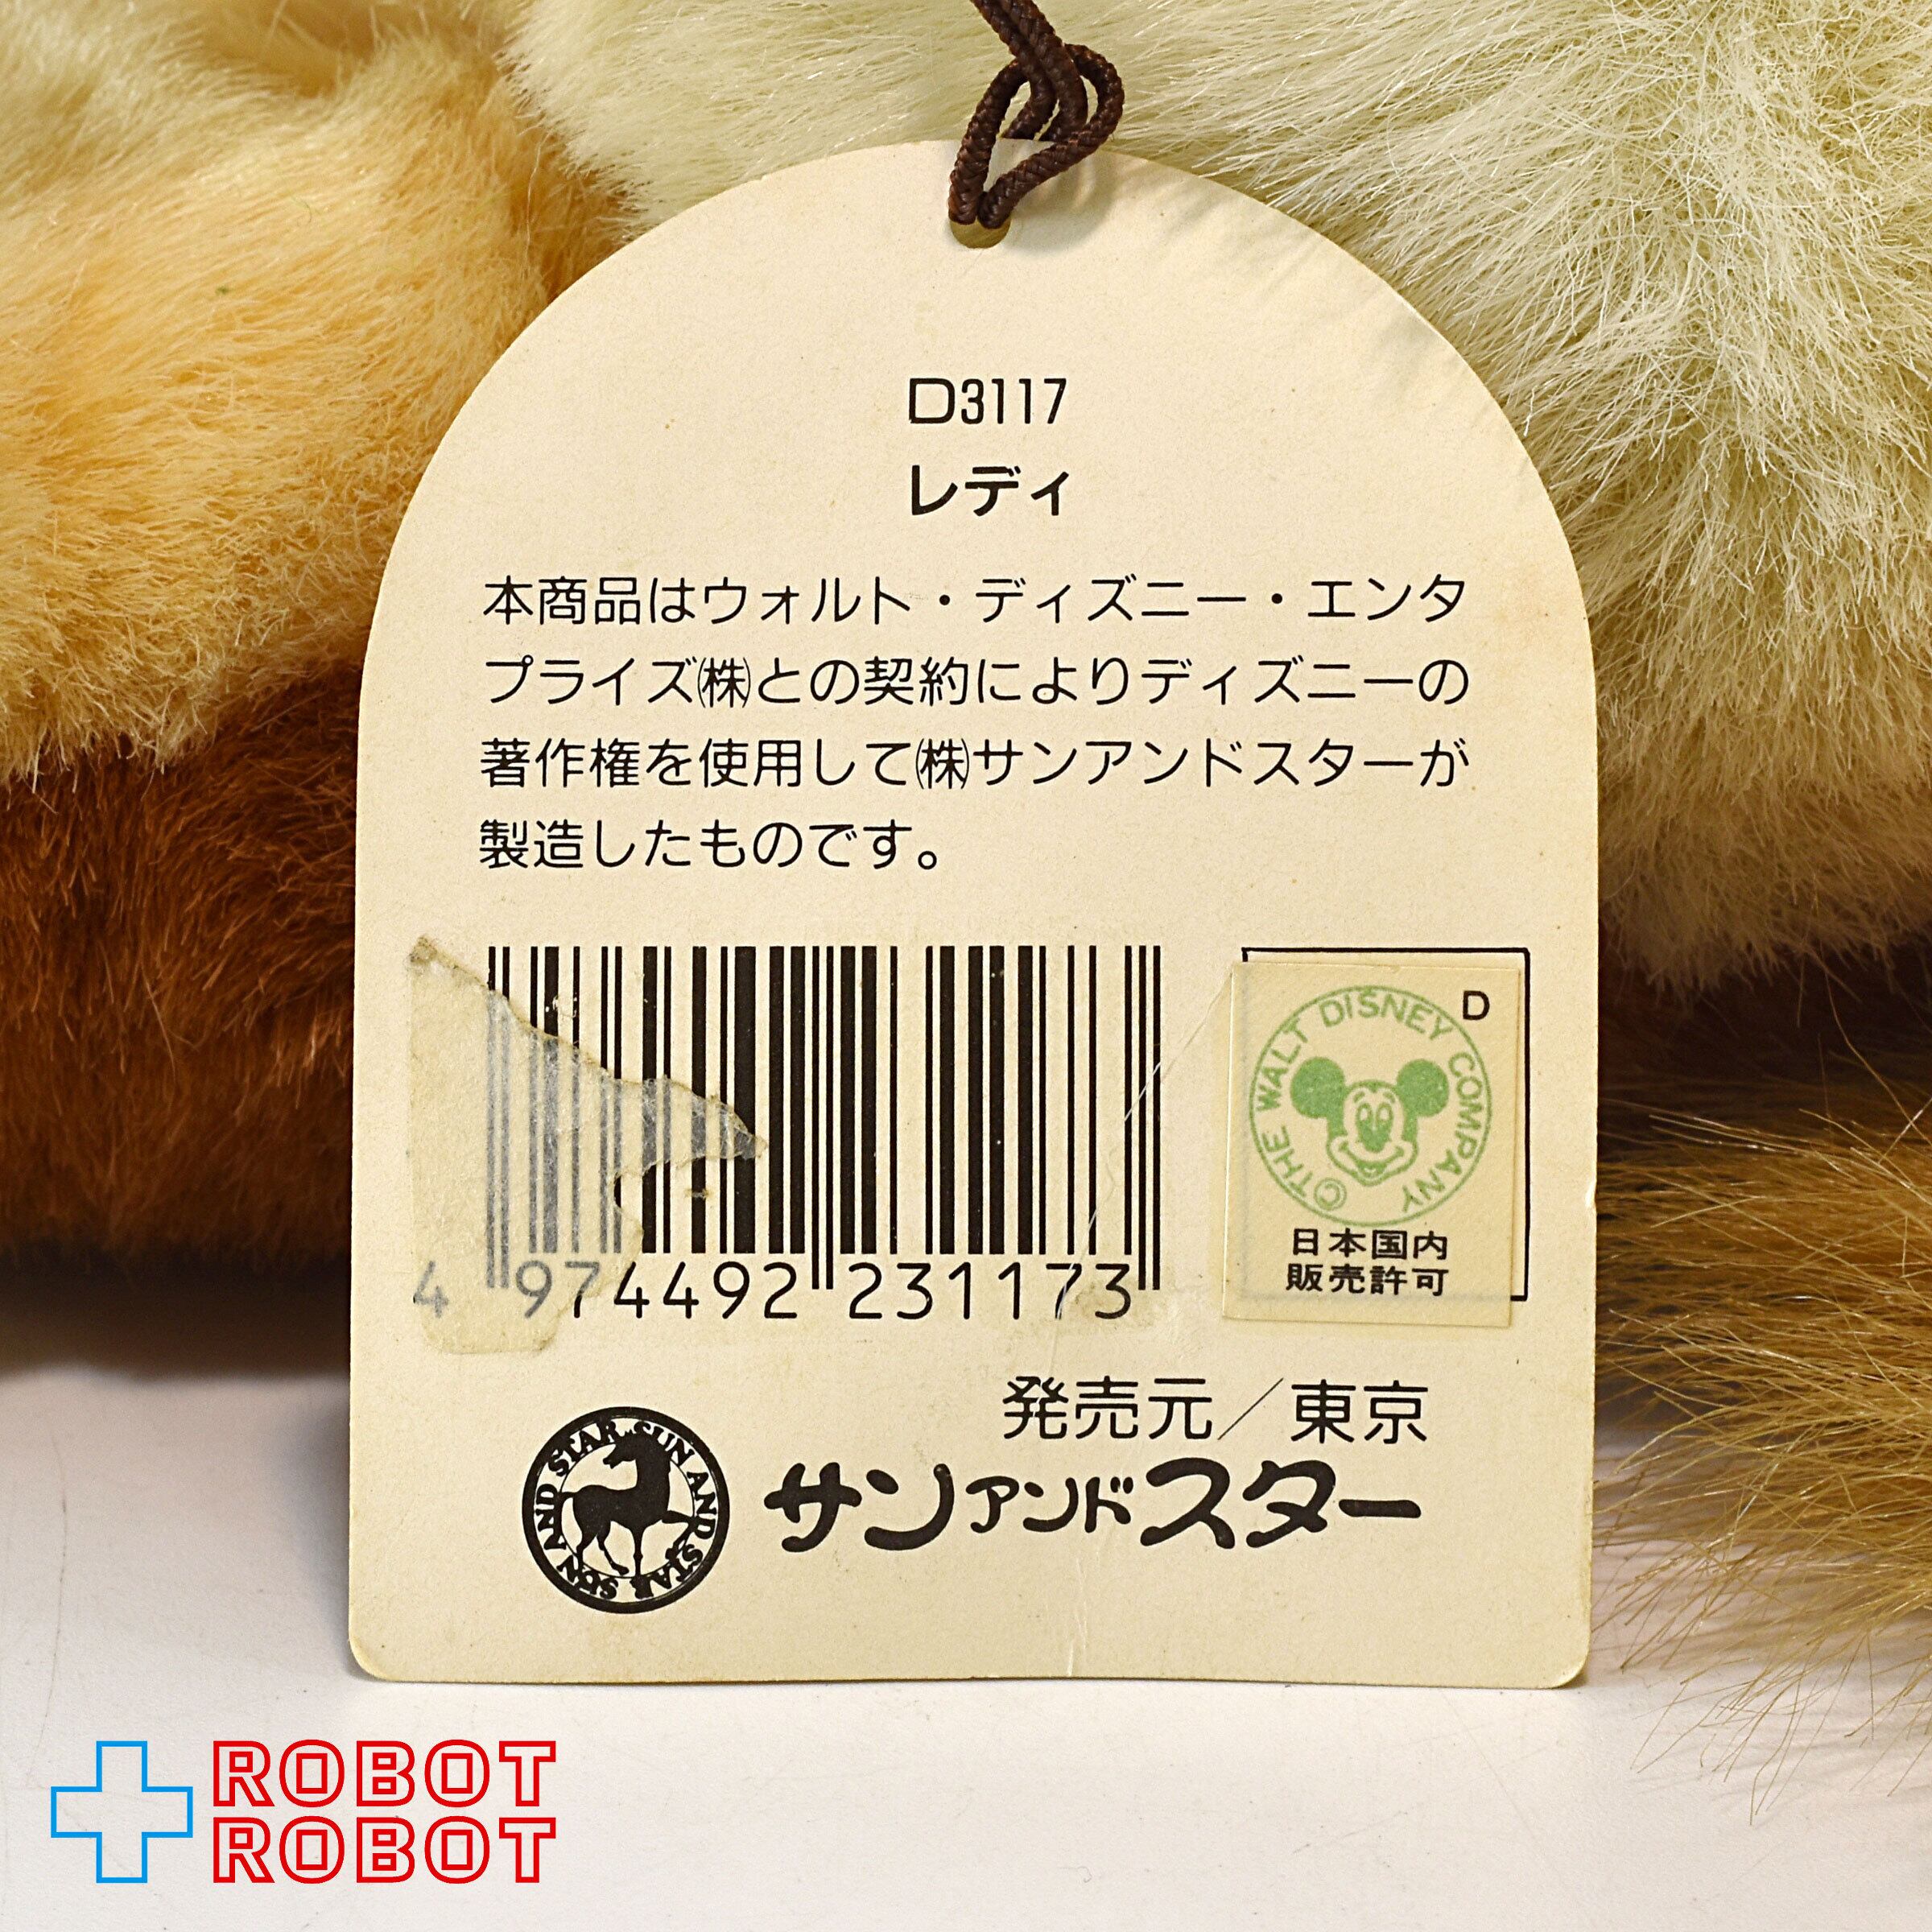 D3117
レディ
本商品はウォルト・ディズニー・エンタ
プライズ㈱との契約によりディズニーの
著作権を使用して㈱サンアンドスターが
製造したものです。
D
©THE WALT DISNEY COMPANY
日本国内
販売許可
4 974492 231173
発売元／東京
SUN AND STAR SUN AND STAR
サンアンドスター
ROBOT
ROBOT